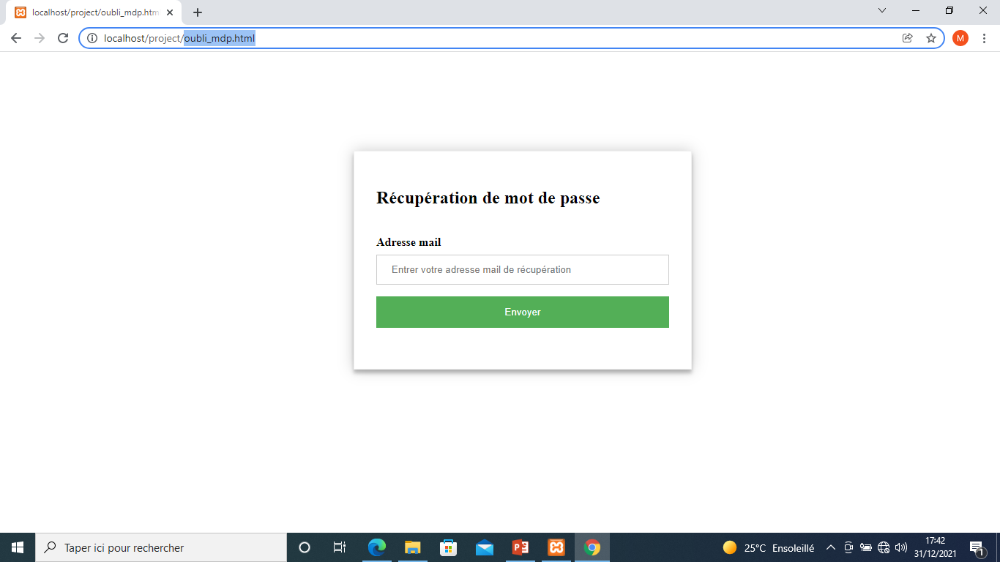 localhost/project/oubli_mdp.htm
localhost/project/oubli_mdp.html
M
Récupération de mot de passe
Adresse mail
Entrer votre adresse mail de récupération
Envoyer
Taper ici pour rechercher
25°C Ensoleillé
17:42
31/12/2021
1